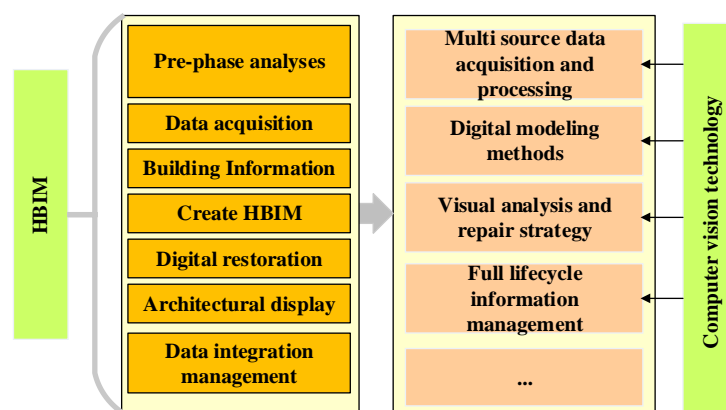 HBIM
Pre-phase analyses
Data acquisition
Building Information
Create HBIM
Digital restoration
Architectural display
Data integration
management
Multi source data
acquisition and
processing
Digital modeling
methods
Visual analysis and
repair strategy
Full lifecycle
information
management
...
Computer vision technology